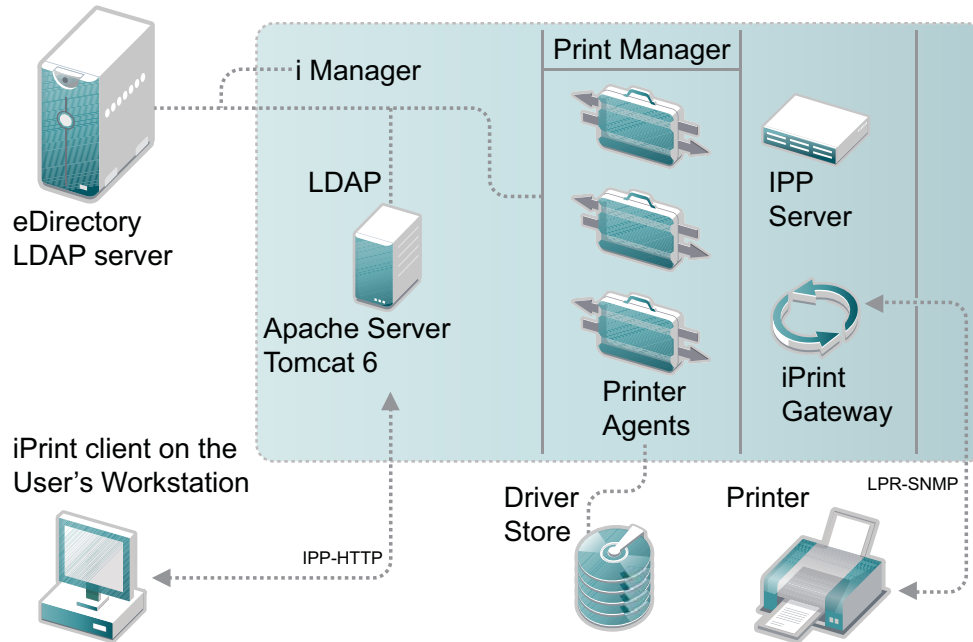 Print Manager
i Manager
LDAP
eDirectory
LDAP server
IPP
Server
Apache Server
Tomcat 6
Printer
Agents
iPrint
Gateway
iPrint client on the
User's Workstation
Driver
Store
Printer
LPR-SNMP
IPP-HTTP